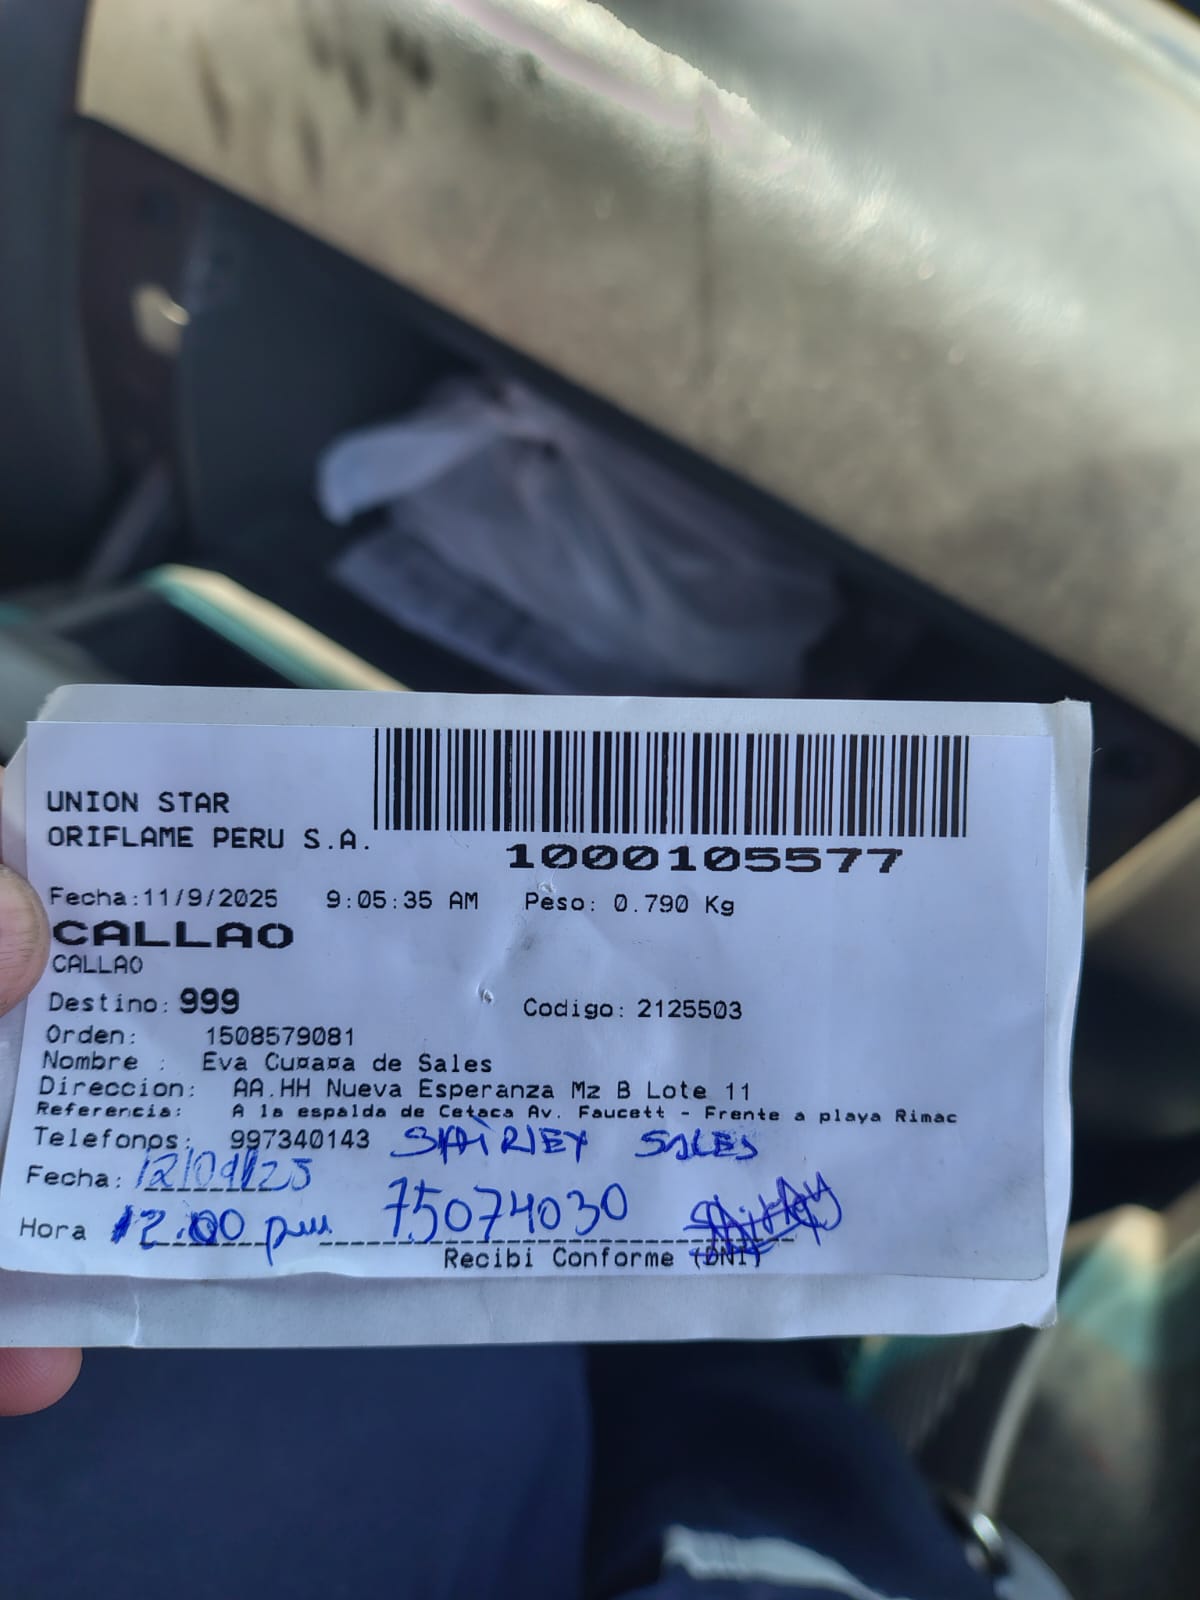 UNION STAR
ORIFLAME PERU S.A.
1000105577
Fecha:11/9/2025 9:05:35 AM Peso: 0.790 Kg
CALLAO
CALLAO
Destino: 999 Codigo: 2125503
Orden: 1508579081
Nombre : Eva Cuпaпa de Sales
Direccion: AA.HH Nueva Esperanza Mz B Lote 11
Referencia: A la espalda de Cetaca Av. Faucett - Frente a playa Rimac
Telefonos: 997340143 SHIRLEY SALES
Fecha: 12/09/25
Hora 12:00 pm 75074030
Recibi Conforme (DNI)